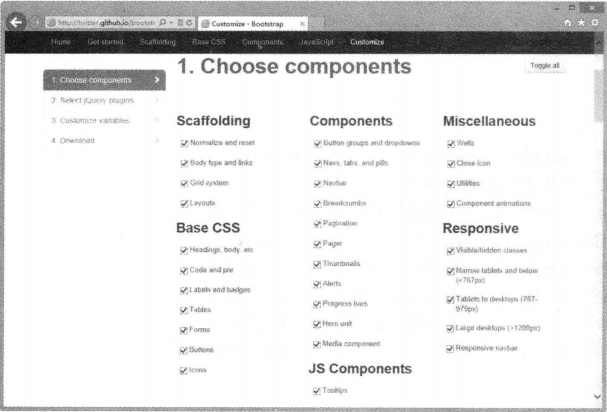 http://twitter.github.io/bootstr
Customize · Bootstrap
Home Get started Scaffolding Base CSS Components JavaScript Customize
1. Choose components
2. Select jQuery plugins
3. Customize variables
4. Download
1. Choose components
Toggle all
Scaffolding
Normalize and reset
Body type and links
Grid system
Layouts
Base CSS
Headings, body, etc
Code and pre
Labels and badges
Tables
Forms
Buttons
Icons
Components
Button groups and dropdowns
Navs, tabs, and pills
Navbar
Breadcrumbs
Pagination
Pager
Thumbnails
Alerts
Progress bars
Hero unit
Media component
JS Components
Tooltips
Miscellaneous
Wells
Close icon
Utilities
Component animations
Responsive
Visible/hidden classes
Narrow tablets and below
(<767px)
Tablets to desktops (767-
979px)
Large desktops (>1200px)
Responsive navbar